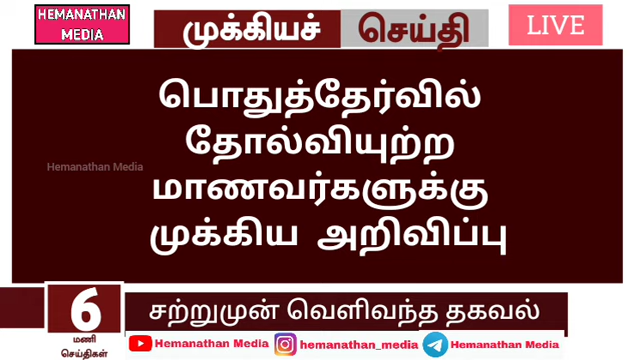 HEMANATHAN
MEDIA
முக்கியச் செய்தி
LIVE
பொதுத்தேர்வில்
தோல்வியுற்ற
மாணவர்களுக்கு
முக்கிய அறிவிப்பு
Hemanathan Media
6
மணி
செய்திகள்
சற்றுமுன் வெளிவந்த தகவல்
Hemanathan Media hemanathan_media Hemanathan Media